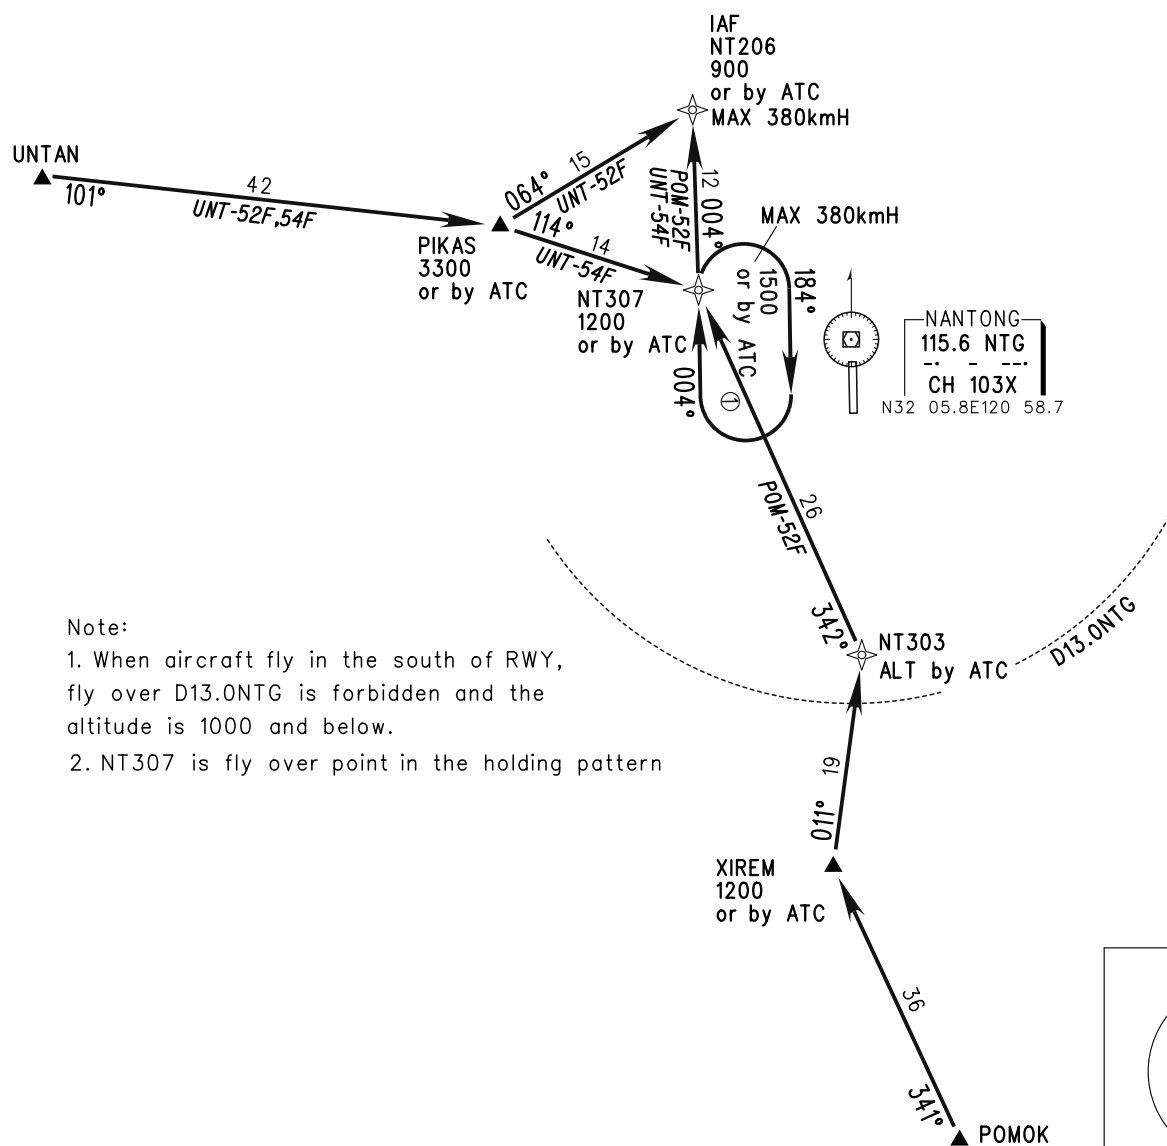 IAF
NT206
900
or by ATC
MAX 380kmH
UNTAN
101°
42
UNT-52F,54F
064°
15
UNT-52F
PIKAS
3300
or by ATC
114°
14
UNT-54F
12 004°
POM-52F
UNT-54F
MAX 380kmH
NT307
1200
or by ATC
1500
or by ATC
184°
004°
1
NANTONG
115.6 NTG
-· - --·
CH 103X
N32 05.8E120 58.7
26
POM-52F
342°
NT303
ALT by ATC
D13.0NTG
Note:
1. When aircraft fly in the south of RWY,
fly over D13.0NTG is forbidden and the
altitude is 1000 and below.
2. NT307 is fly over point in the holding pattern
19
011°
XIREM
1200
or by ATC
36
341°
POMOK